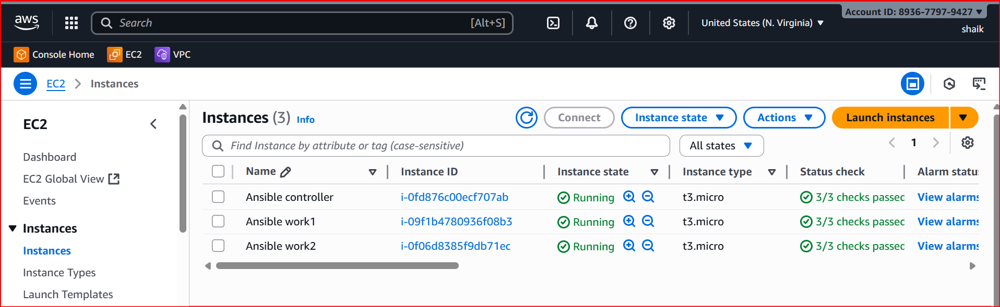 aws
Search
[Alt+S]
United States (N. Virginia)
Account ID: 8936-7797-9427
shaik
Console Home
EC2
VPC
EC2
Instances
EC2
Dashboard
EC2 Global View
Events
Instances
Instances
Instance Types
Launch Templates
Instances (3) Info
Connect
Instance state
Actions
Launch instances
Find Instance by attribute or tag (case-sensitive)
All states
1
Name Instance ID Instance state Instance type Status check Alarm status
Ansible controller i-0fd876c00ecf707ab Running t3.micro 3/3 checks passed View alarms
Ansible work1 i-09f1b4780936f08b3 Running t3.micro 3/3 checks passed View alarms
Ansible work2 i-0f06d8385f9db71ec Running t3.micro 3/3 checks passed View alarms